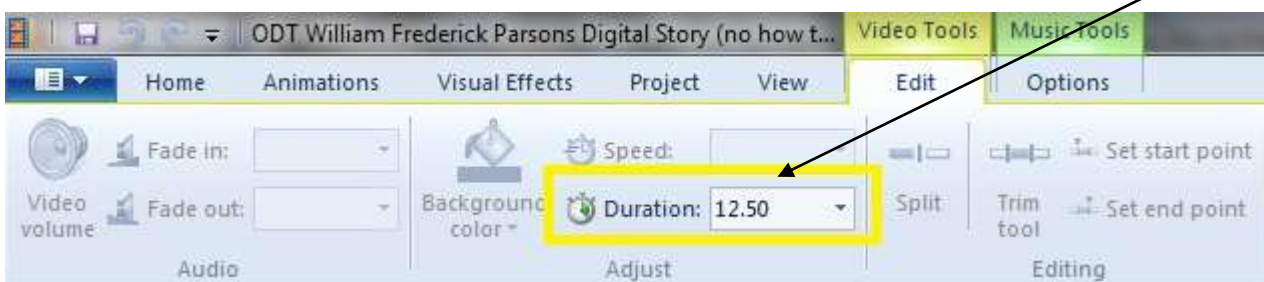 ODT William Frederick Parsons Digital Story (no how t... Video Tools Music Tools
Home Animations Visual Effects Project View Edit Options
Fade in: Speed: Set start point
Video volume Fade out: Background color Duration: 12.50 Split Trim tool Set end point
Audio Adjust Editing